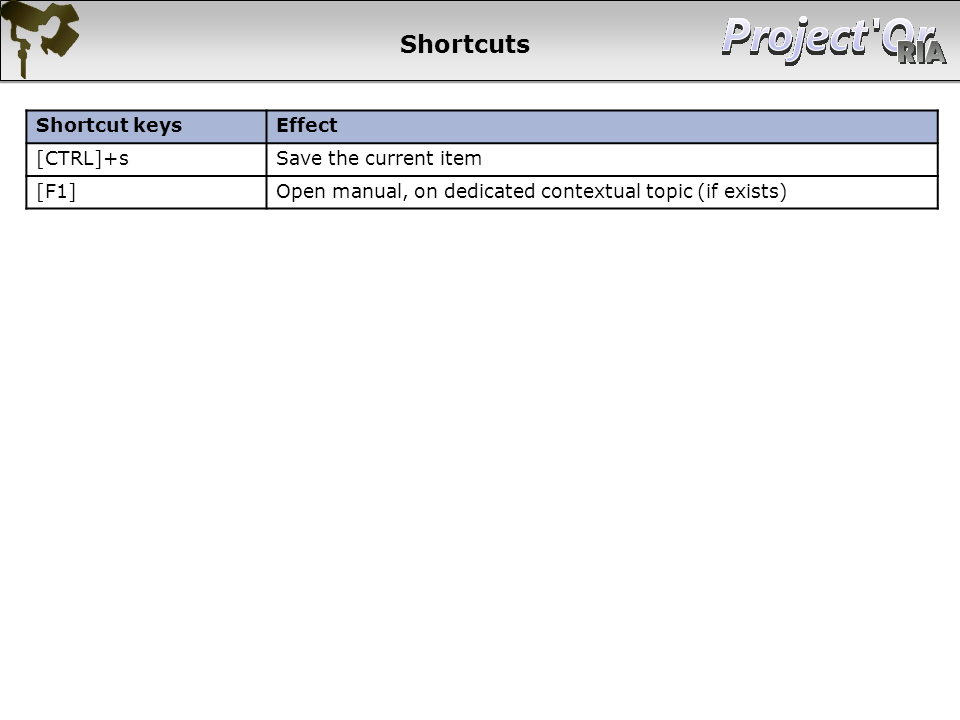 Shortcuts
Project'Or
RIA
Shortcut keys Effect
[CTRL]+s Save the current item
[F1] Open manual, on dedicated contextual topic (if exists)